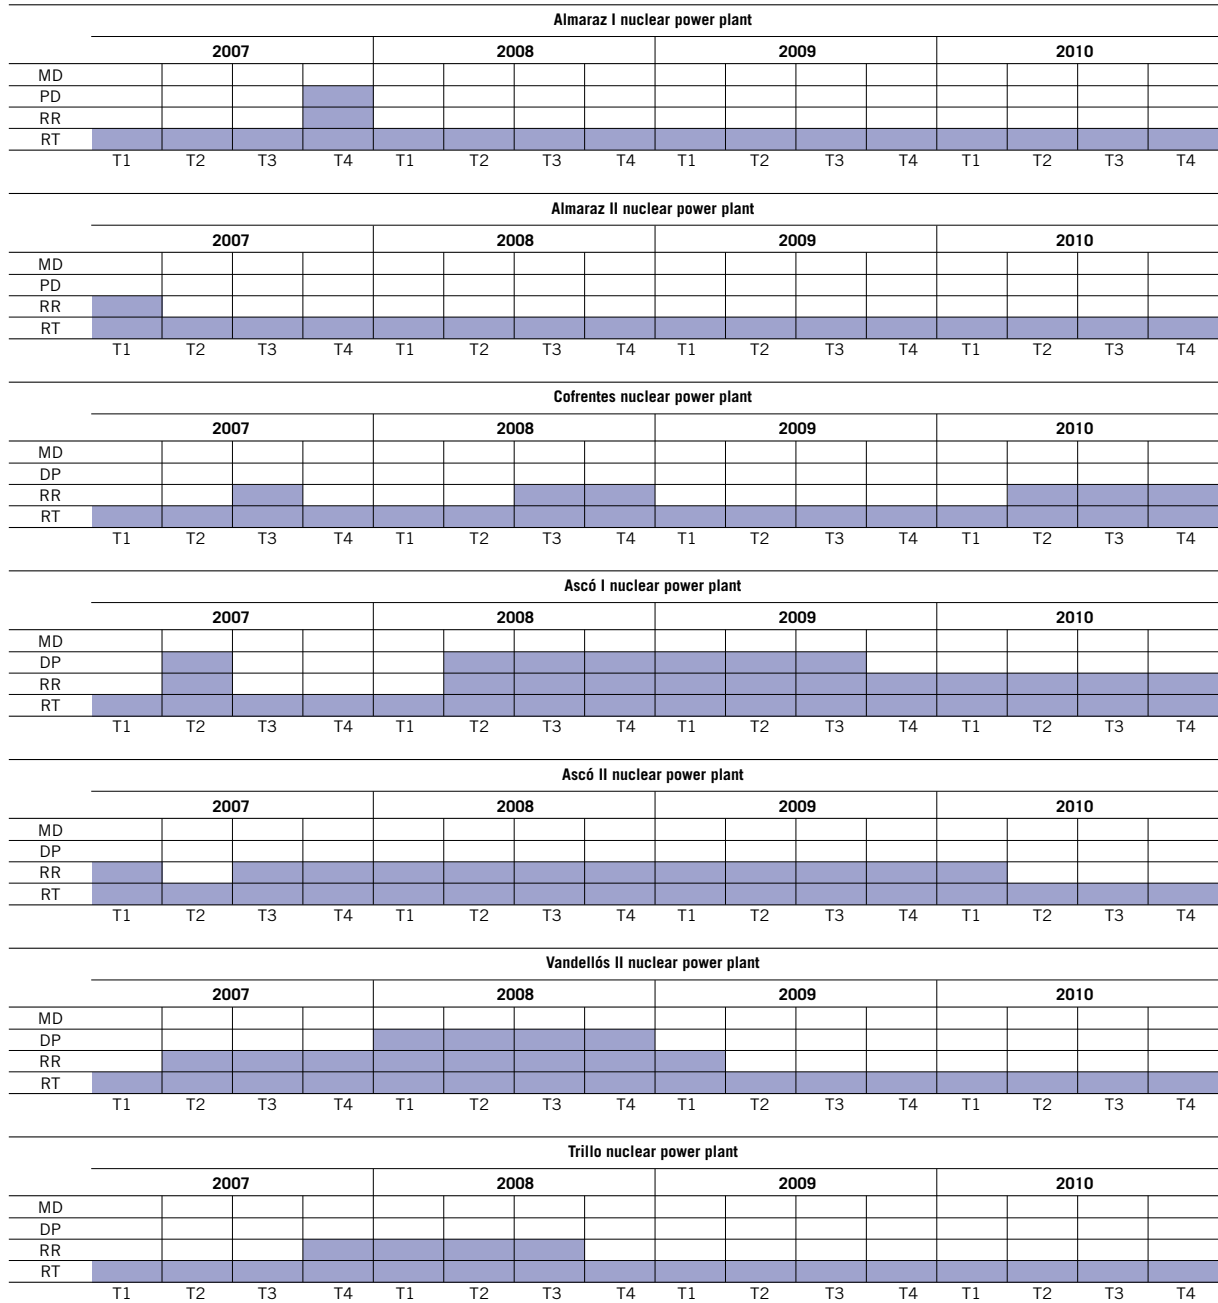 Almaraz I nuclear power plant
2007 2008 2009 2010
MD
PD
RR
RT
T1 T2 T3 T4 T1 T2 T3 T4 T1 T2 T3 T4 T1 T2 T3 T4
Almaraz II nuclear power plant
2007 2008 2009 2010
MD
PD
RR
RT
T1 T2 T3 T4 T1 T2 T3 T4 T1 T2 T3 T4 T1 T2 T3 T4
Cofrentes nuclear power plant
2007 2008 2009 2010
MD
DP
RR
RT
T1 T2 T3 T4 T1 T2 T3 T4 T1 T2 T3 T4 T1 T2 T3 T4
Ascó I nuclear power plant
2007 2008 2009 2010
MD
DP
RR
RT
T1 T2 T3 T4 T1 T2 T3 T4 T1 T2 T3 T4 T1 T2 T3 T4
Ascó II nuclear power plant
2007 2008 2009 2010
MD
DP
RR
RT
T1 T2 T3 T4 T1 T2 T3 T4 T1 T2 T3 T4 T1 T2 T3 T4
Vandellós II nuclear power plant
2007 2008 2009 2010
MD
DP
RR
RT
T1 T2 T3 T4 T1 T2 T3 T4 T1 T2 T3 T4 T1 T2 T3 T4
Trillo nuclear power plant
2007 2008 2009 2010
MD
DP
RR
RT
T1 T2 T3 T4 T1 T2 T3 T4 T1 T2 T3 T4 T1 T2 T3 T4